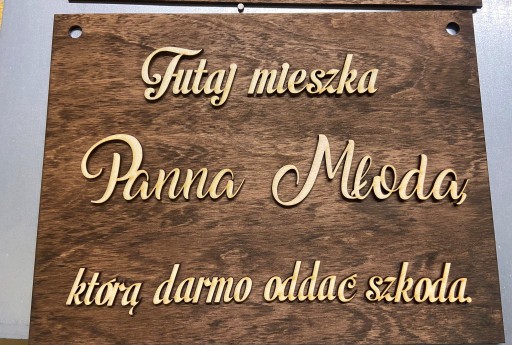 Tutaj mieszka
Panna Młoda,
którą darmo oddać szkoda.